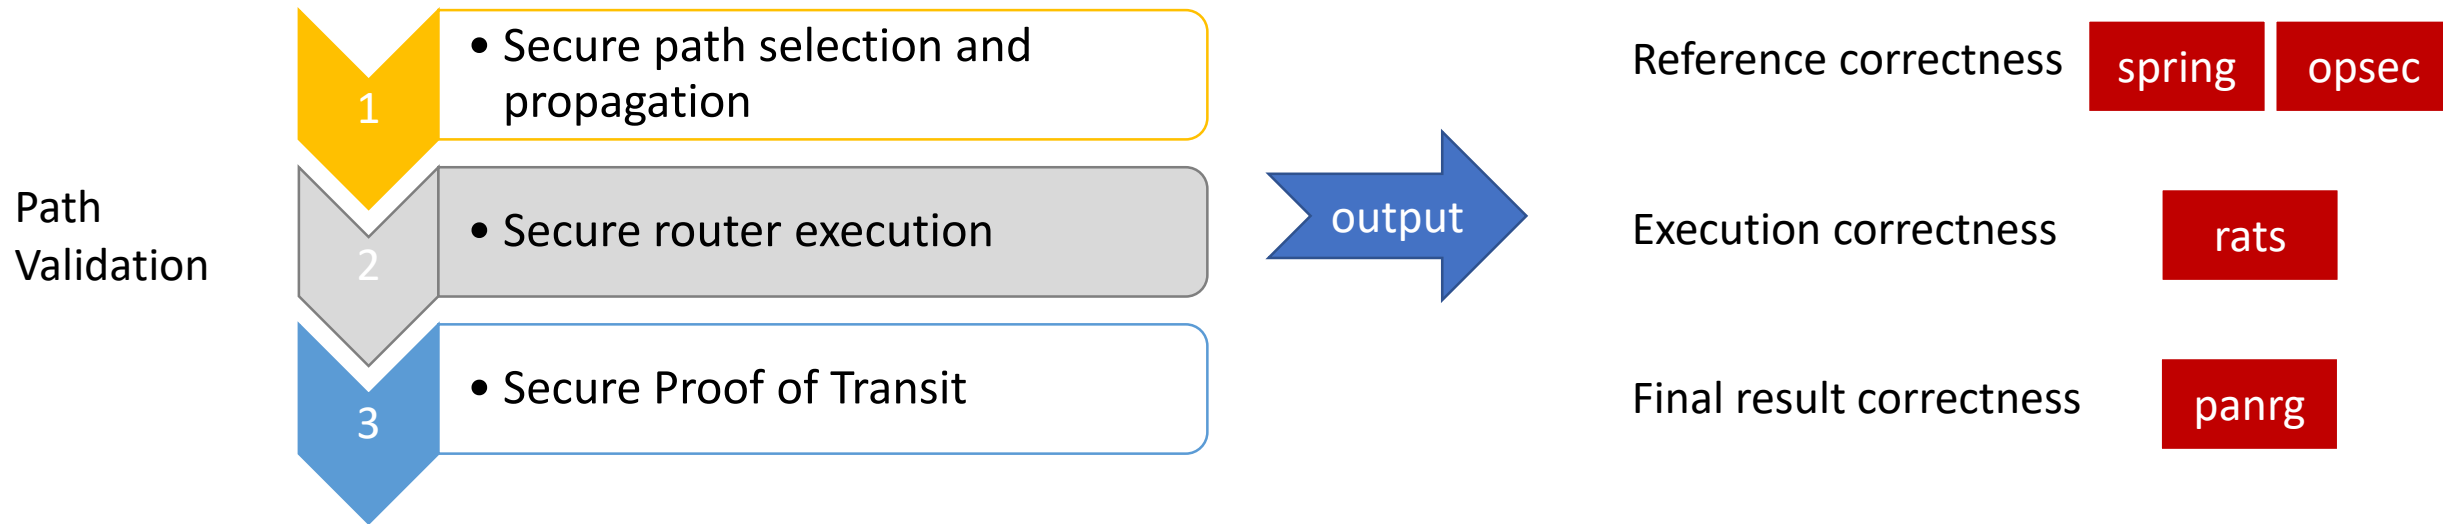 Path
Validation
1
• Secure path selection and
propagation
2
• Secure router execution
3
• Secure Proof of Transit
output
Reference correctness
spring
opsec
Execution correctness
rats
Final result correctness
panrg